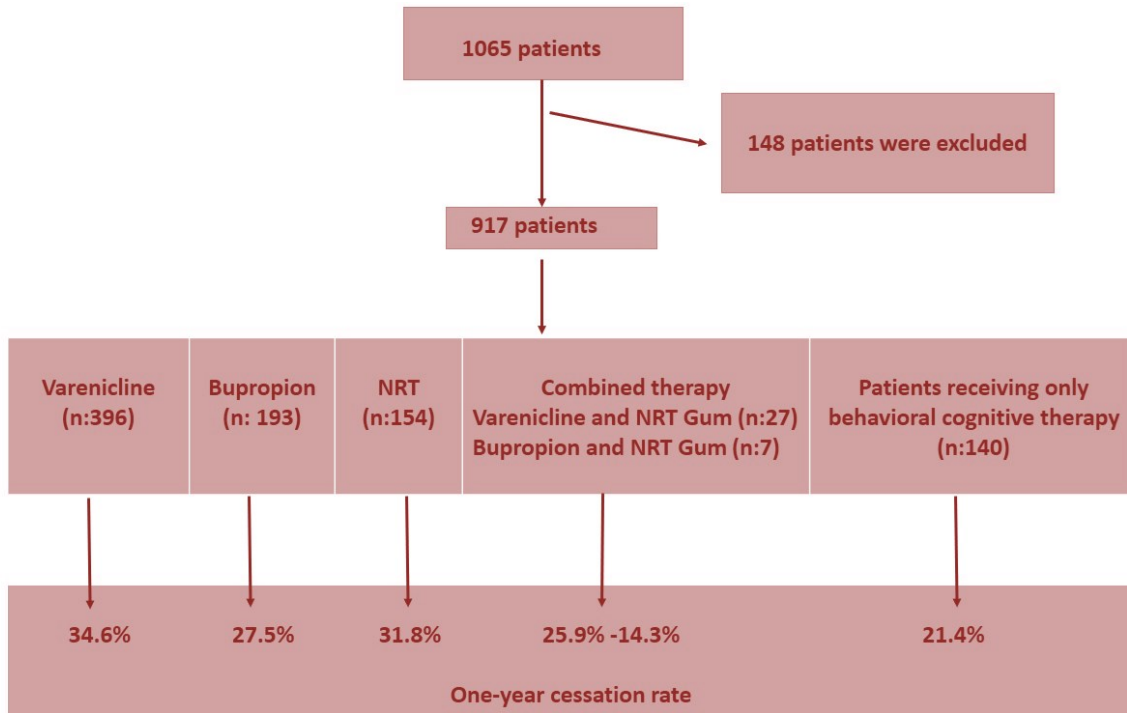 1065 patients
148 patients were excluded
917 patients
Varenicline
(n:396)
Bupropion
(n: 193)
NRT
(n:154)
Combined therapy
Varenicline and NRT Gum (n:27)
Bupropion and NRT Gum (n:7)
Patients receiving only
behavioral cognitive therapy
(n:140)
34.6%
27.5%
31.8%
25.9% -14.3%
21.4%
One-year cessation rate